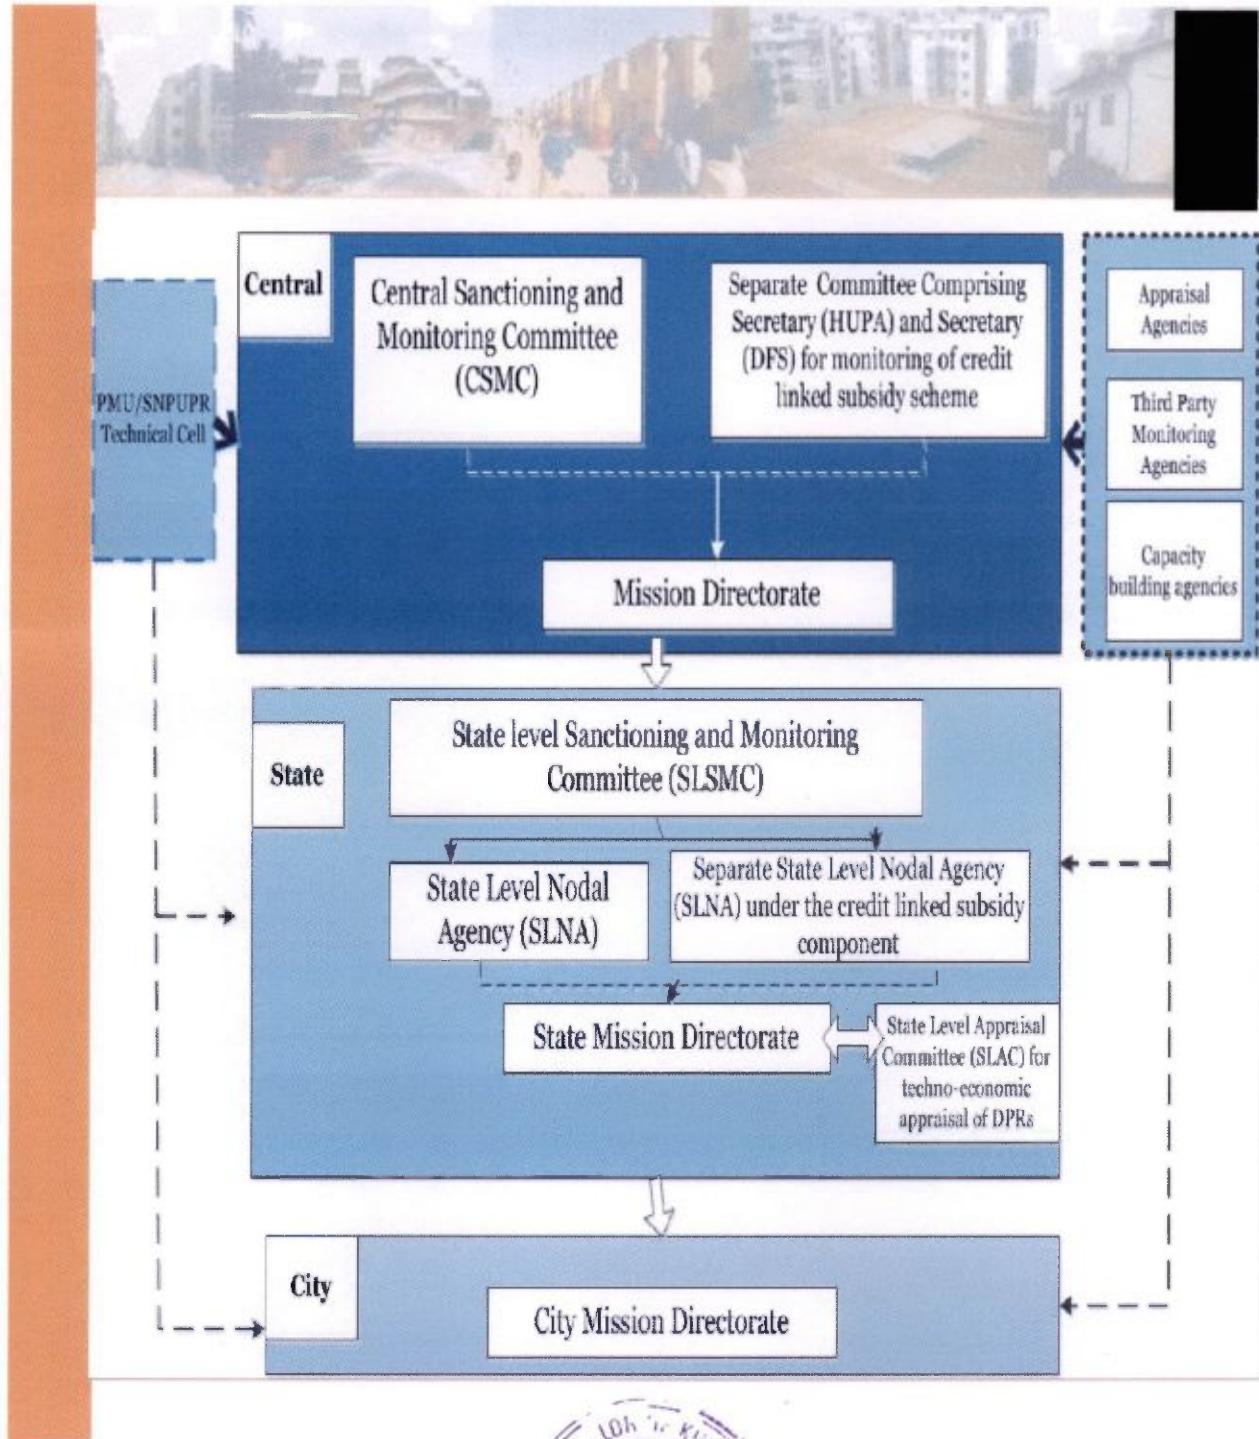 Central
Central Sanctioning and
Monitoring Committee
(CSMC)
Separate Committee Comprising
Secretary (HUPA) and Secretary
(DFS) for monitoring of credit
linked subsidy scheme
Appraisal
Agencies
PMU/SNPUPR
Technical Cell
Third Party
Monitoring
Agencies
Capacity
building agencies
Mission Directorate
State
State level Sanctioning and Monitoring
Committee (SLSMC)
State Level Nodal
Agency (SLNA)
Separate State Level Nodal Agency
(SLNA) under the credit linked subsidy
component
State Mission Directorate
State Level Appraisal
Committee (SLAC) for
techno-economic
appraisal of DPRs
City
City Mission Directorate